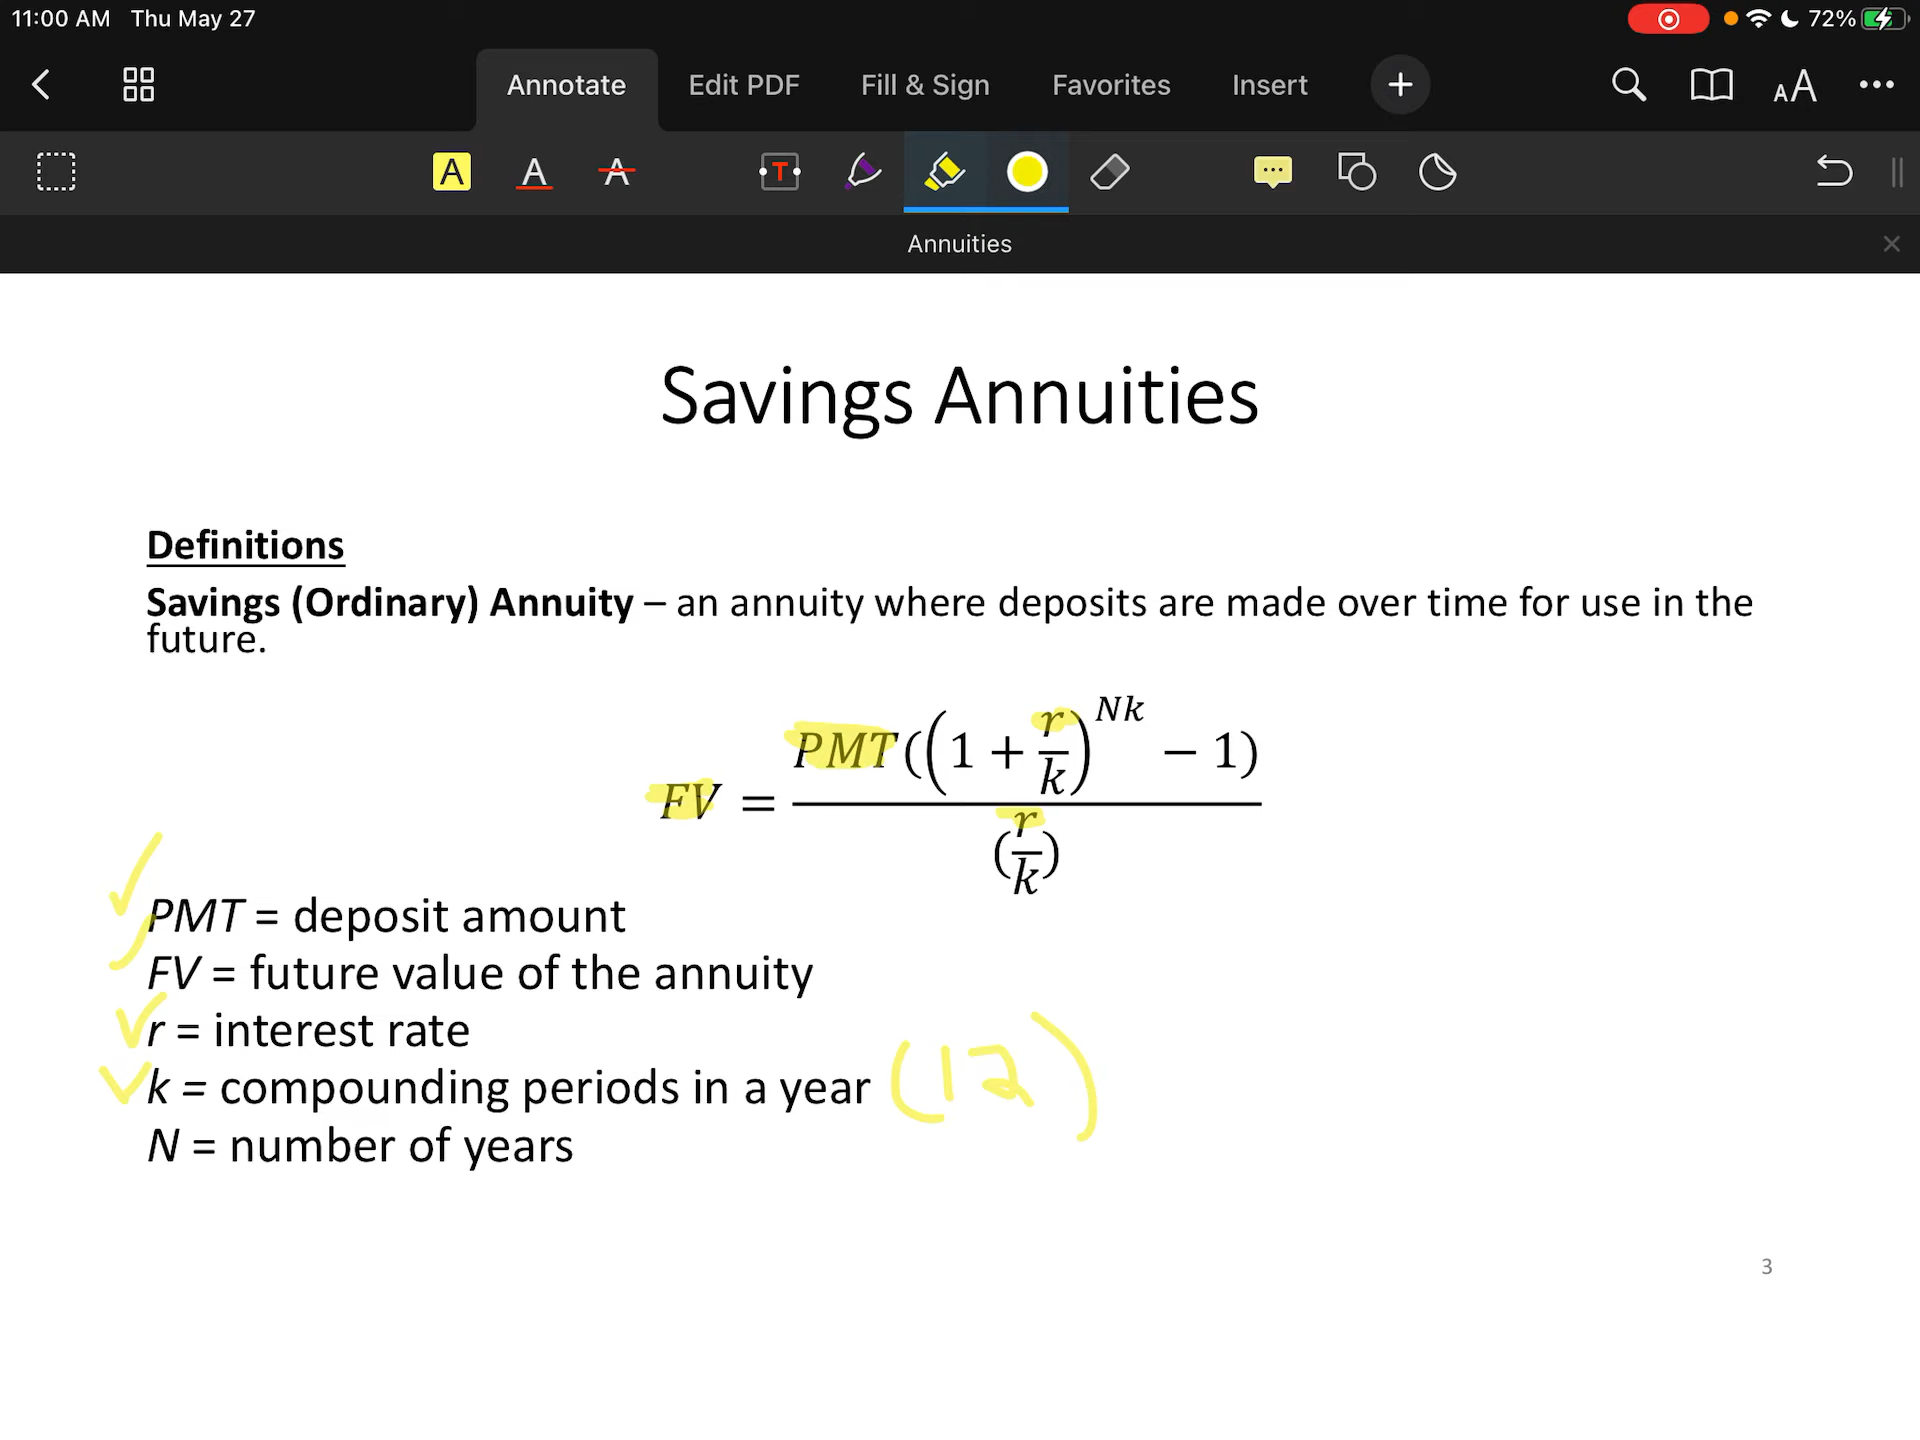 11:00 AM Thu May 27
72%
Annotate Edit PDF Fill & Sign Favorites Insert
AA
A A A T
Annuities
Savings Annuities
Definitions
Savings (Ordinary) Annuity – an annuity where deposits are made over time for use in the
future.
FV = PMT((1 + r/k)^Nk − 1) / (r/k)
PMT = deposit amount
FV = future value of the annuity
r = interest rate
k = compounding periods in a year (12)
N = number of years
3